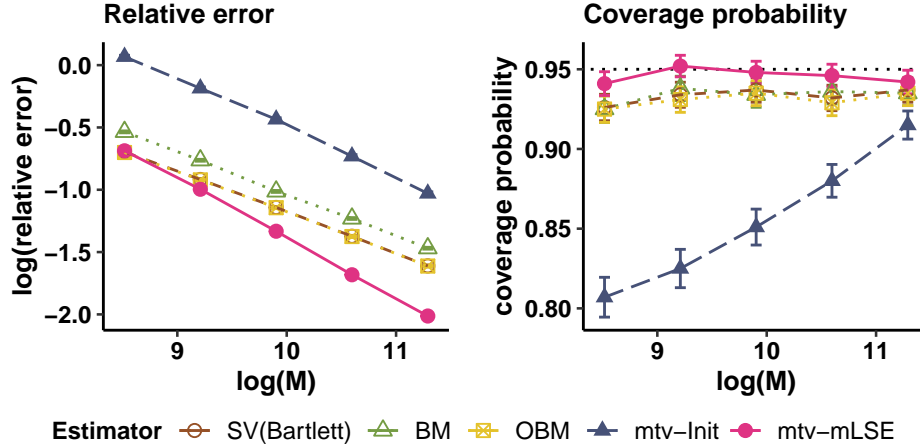 Relative error
Coverage probability
log(relative error)
0.0
−0.5
−1.0
−1.5
−2.0
9
10
11
log(M)
coverage probability
0.95
0.90
0.85
0.80
9
10
11
log(M)
Estimator SV(Bartlett) BM OBM mtv−Init mtv−mLSE